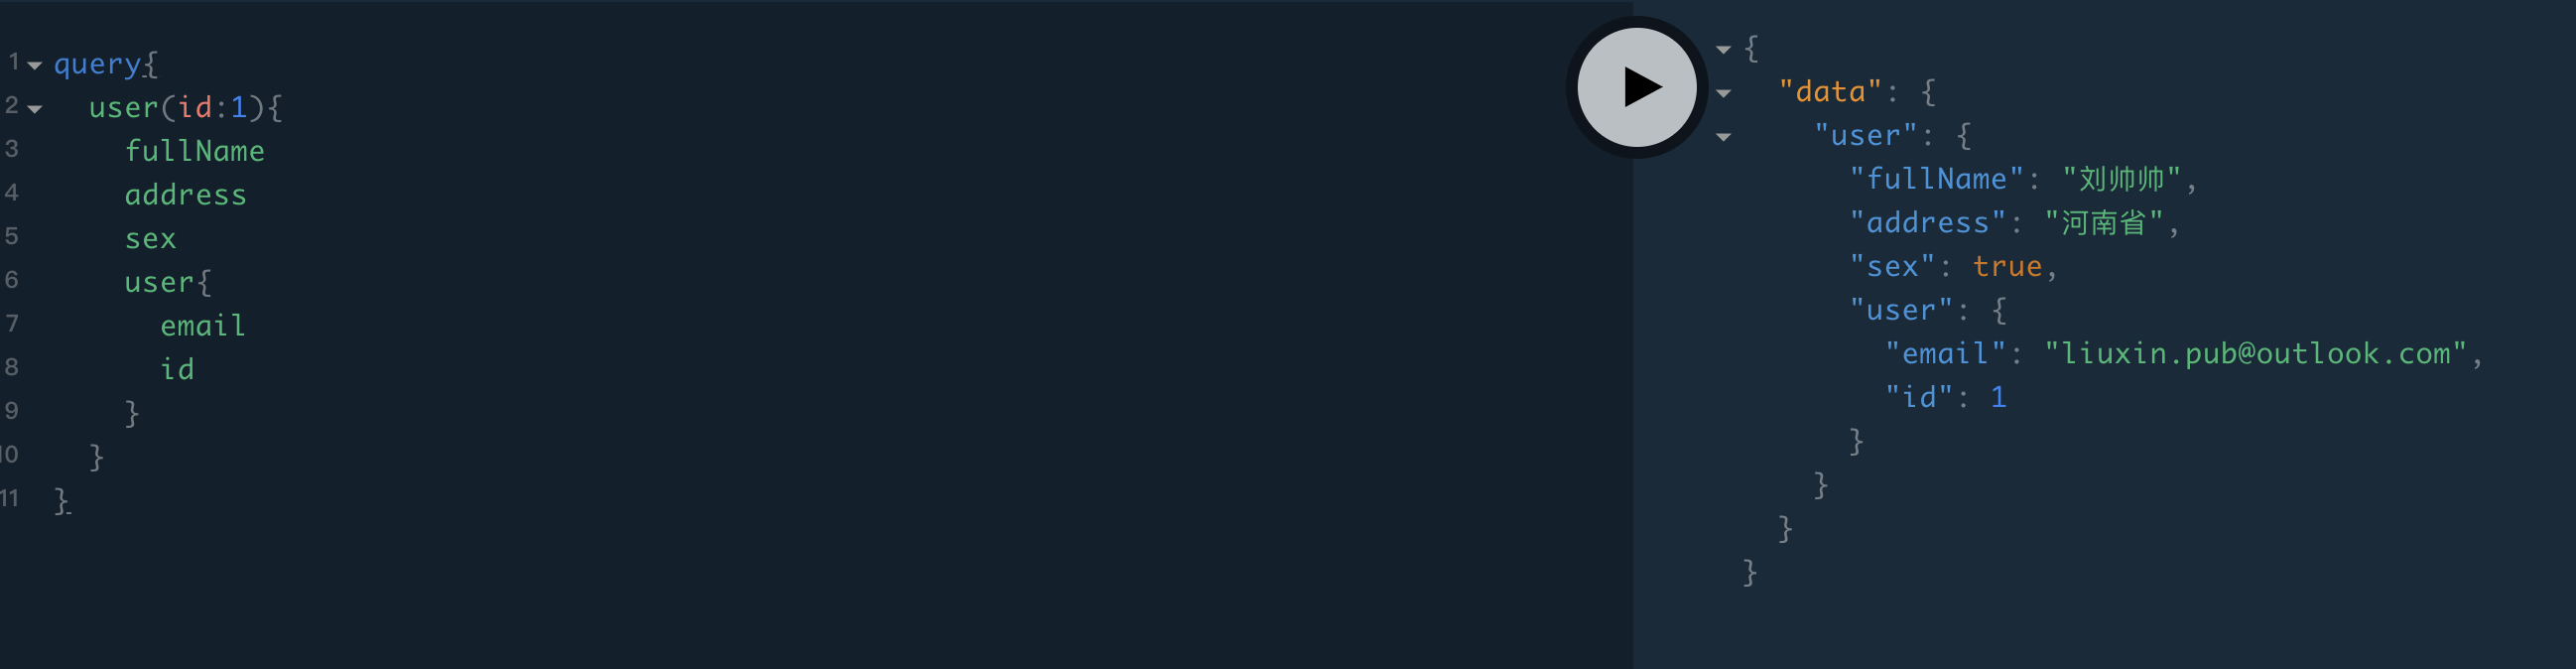 1 query{
2 user(id:1){
3 fullName
4 address
5 sex
6 user{
7 email
8 id
9 }
10 }
11 }
{
"data": {
"user": {
"fullName": "刘帅帅",
"address": "河南省",
"sex": true,
"user": {
"email": "liuxin.pub@outlook.com",
"id": 1
}
}
}
}